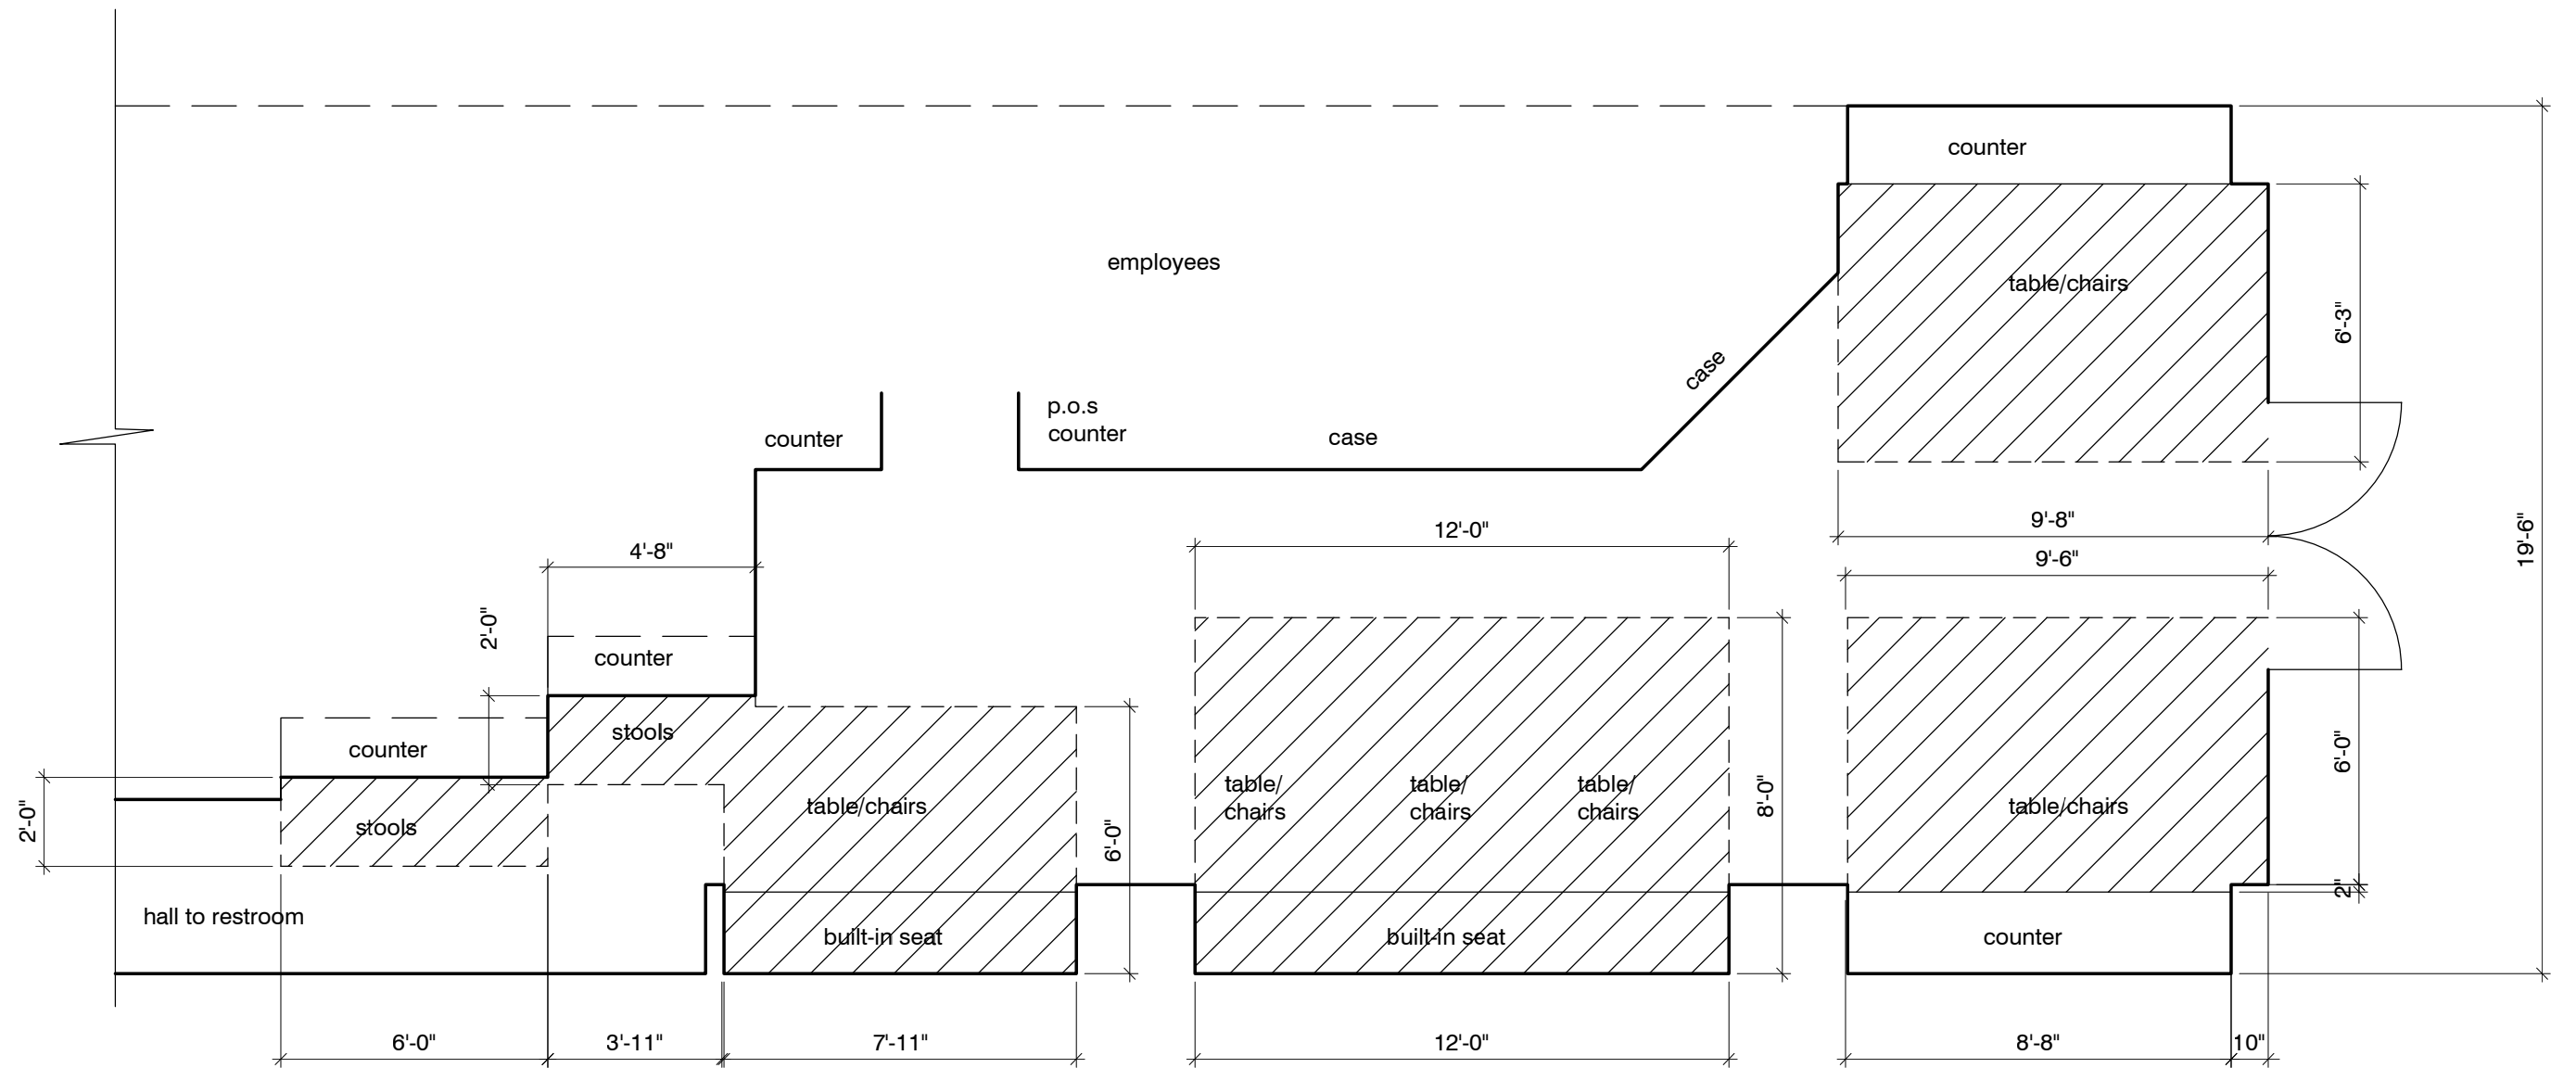 counter
employees
table/chairs
6'-3"
case
p.o.s
counter
counter
case
9'-8"
19'-6"
12'-0"
4'-8"
9'-6"
2'-0"
counter
counter
stools
6'-0"
2'-0"
stools
table/chairs
table/
chairs
table/
chairs
table/
chairs
8'-0"
table/chairs
6'-0"
2"
hall to restroom
built-in seat
built-in seat
counter
6'-0"
3'-11"
7'-11"
12'-0"
8'-8"
10"